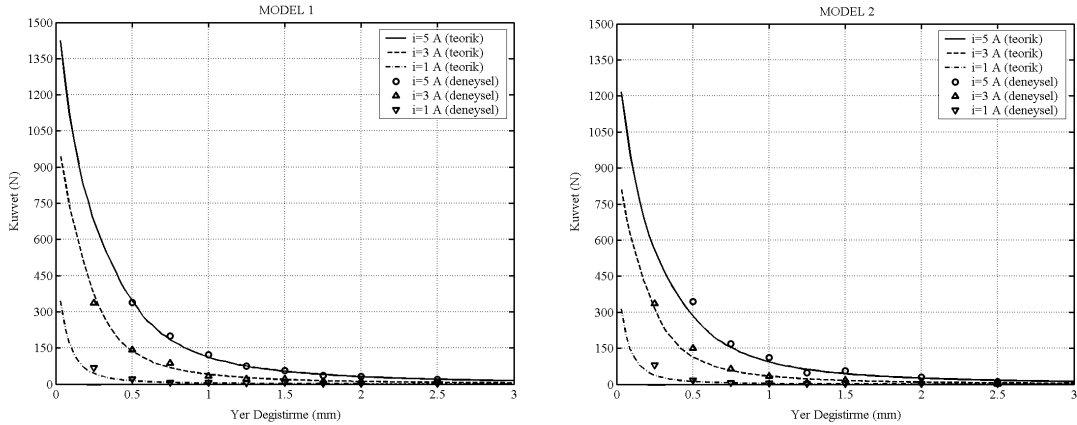 MODEL 1
1500
1350
1200
1050
900
750
600
450
300
150
0
Kuvvet (N)
i=5 A (teorik)
i=3 A (teorik)
i=1 A (teorik)
i=5 A (deneysel)
i=3 A (deneysel)
i=1 A (deneysel)
0 0.5 1 1.5 2 2.5 3
Yer Degistirme (mm)
MODEL 2
1500
1350
1200
1050
900
750
600
450
300
150
0
Kuvvet (N)
i=5 A (teorik)
i=3 A (teorik)
i=1 A (teorik)
i=5 A (deneysel)
i=3 A (deneysel)
i=1 A (deneysel)
0 0.5 1 1.5 2 2.5 3
Yer Degistirme (mm)